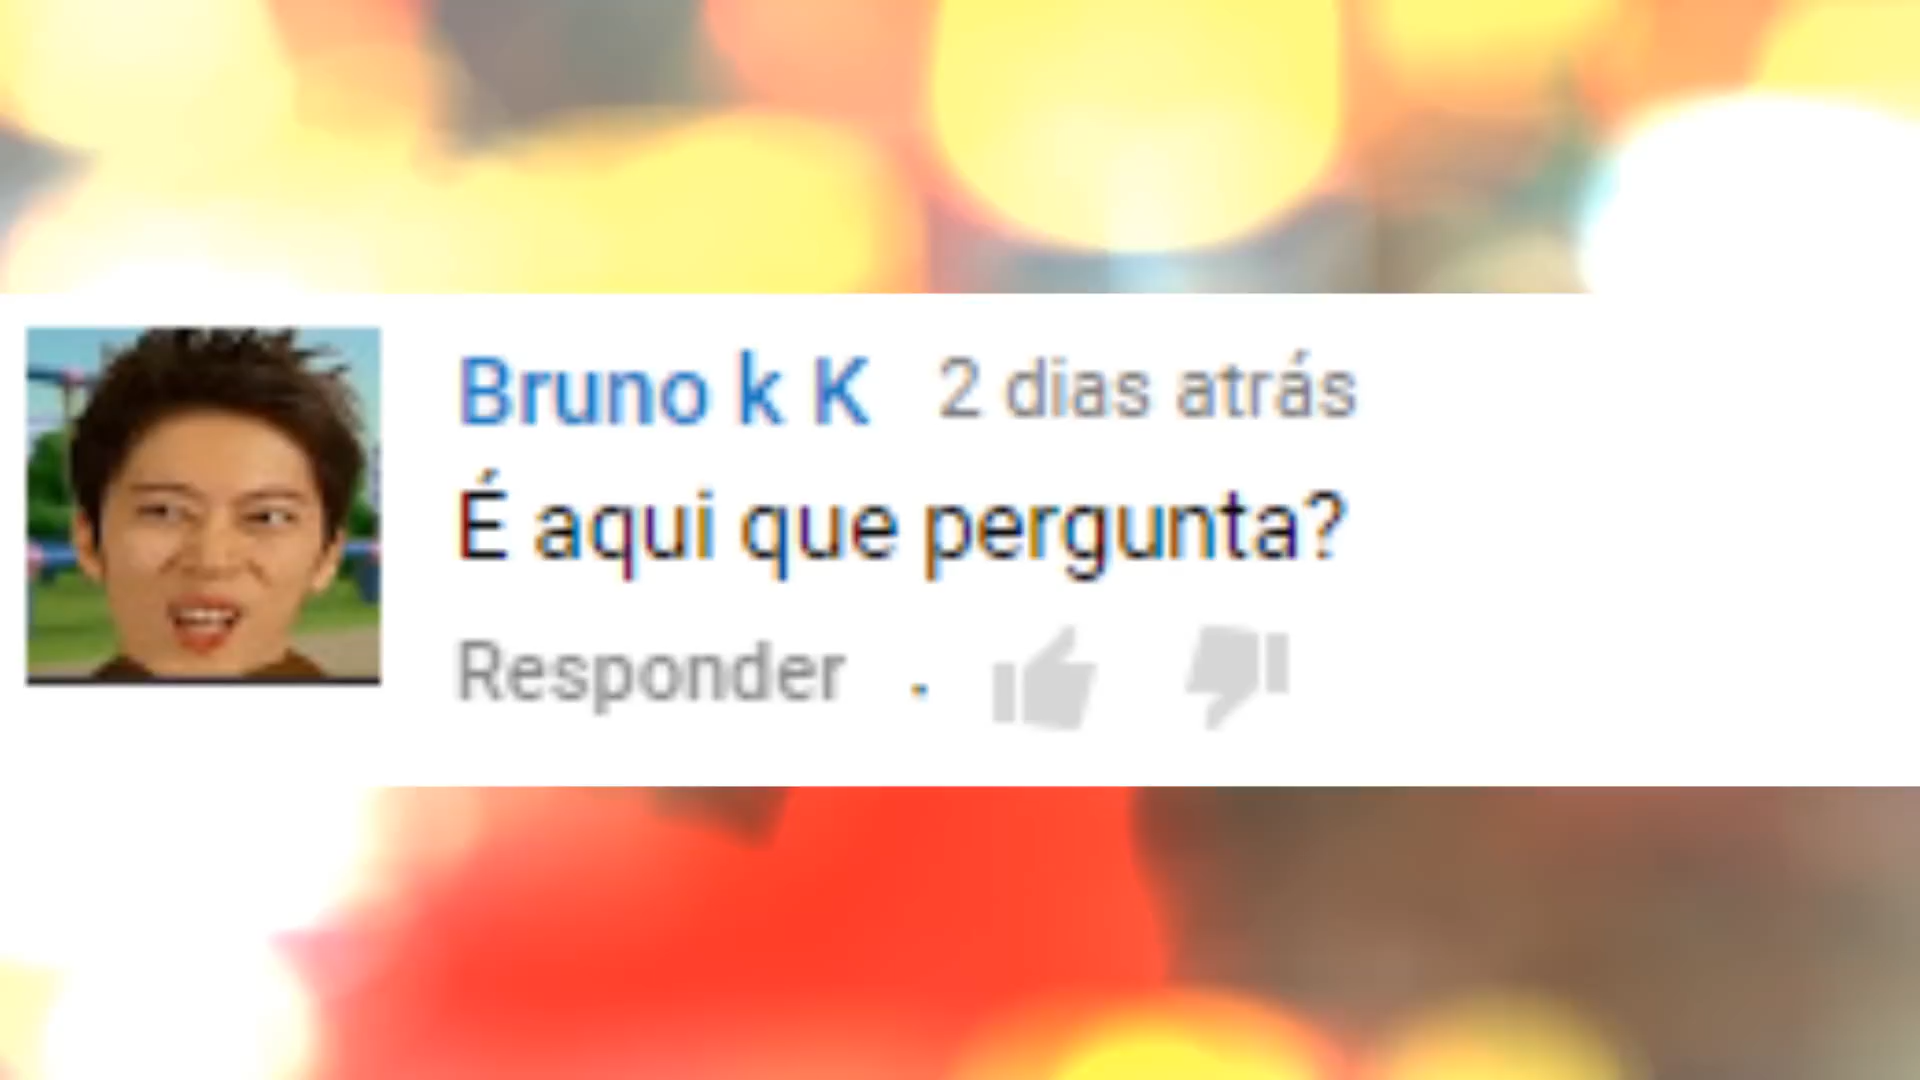 Bruno k K 2 dias atrás
É aqui que pergunta?
Responder .